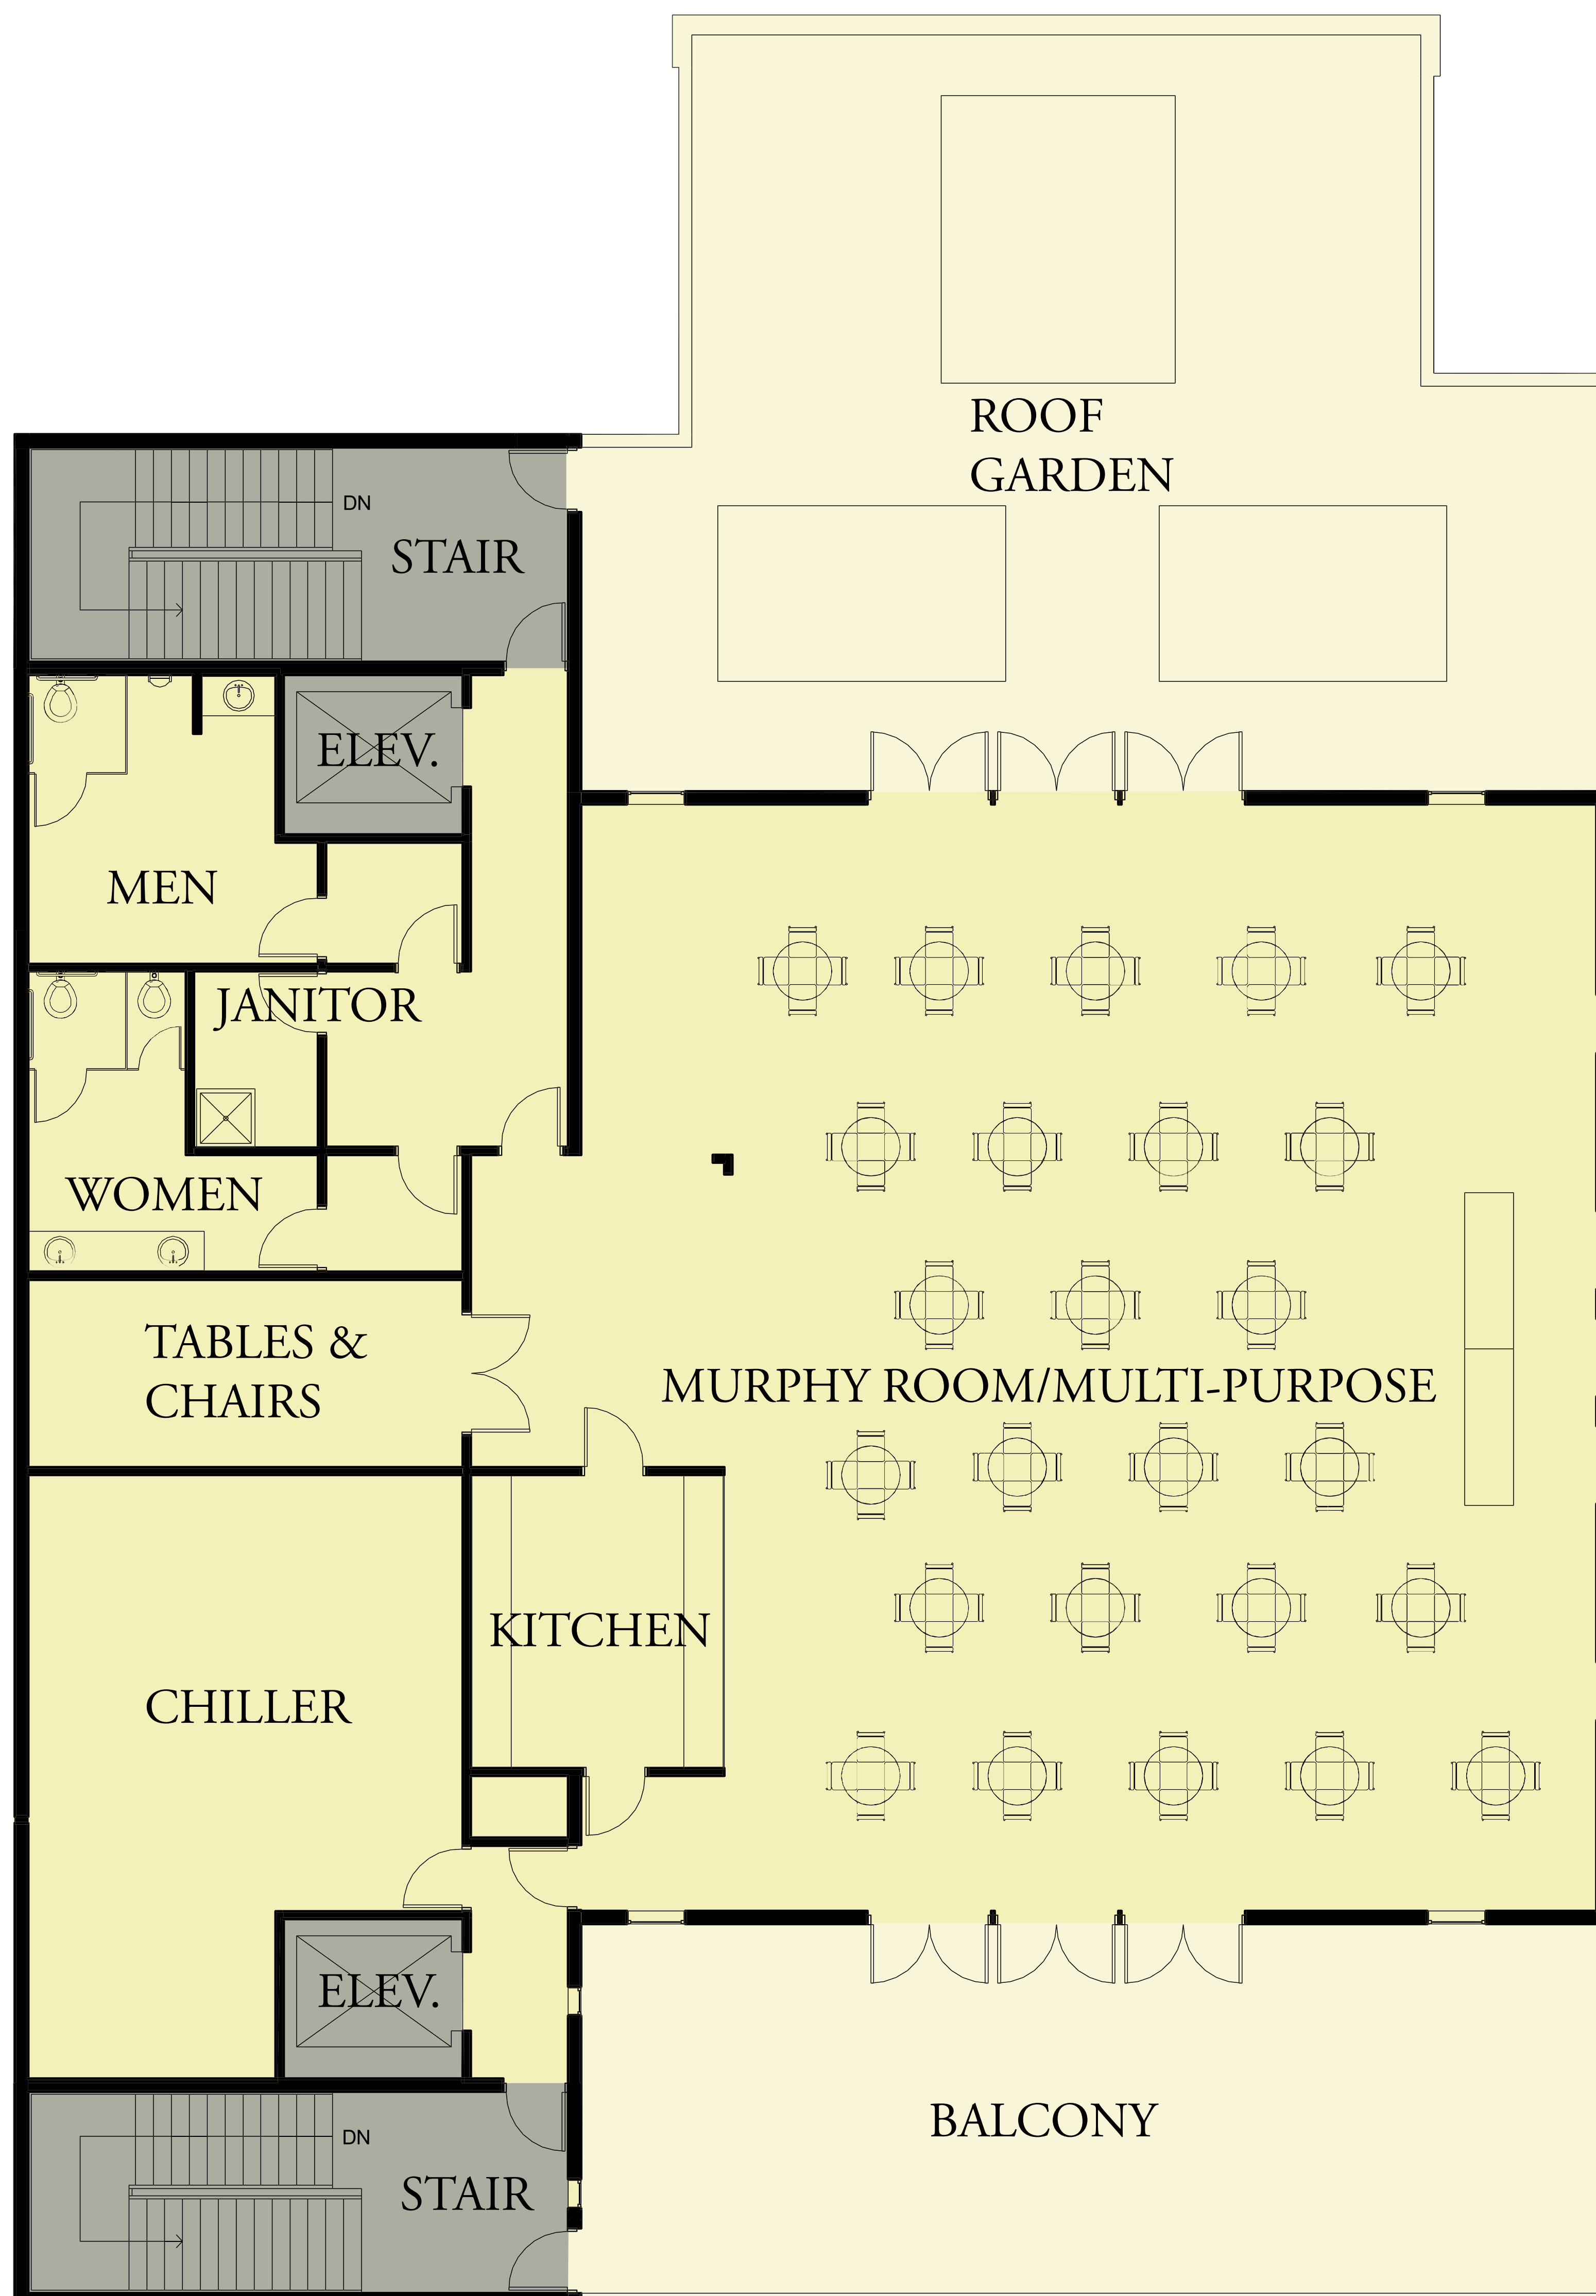 ROOF
GARDEN
DN
STAIR
ELEV.
MEN
JANITOR
WOMEN
TABLES &
CHAIRS
MURPHY ROOM/MULTI-PURPOSE
KITCHEN
CHILLER
ELEV.
BALCONY
DN
STAIR